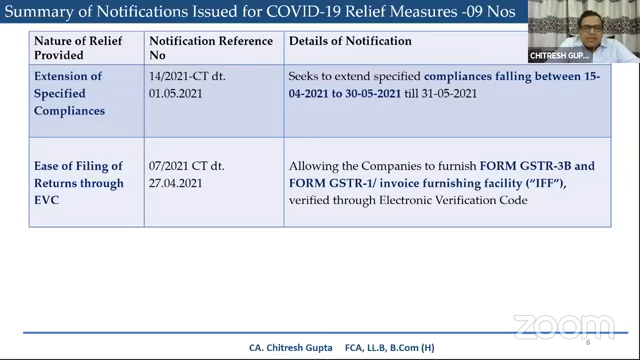 Summary of Notifications Issued for COVID-19 Relief Measures -09 Nos
CHITRESH GUP...
Nature of Relief
Provided
Notification Reference
No
Details of Notification
Extension of
Specified
Compliances
14/2021-CT dt.
01.05.2021
Seeks to extend specified compliances falling between 15-
04-2021 to 30-05-2021 till 31-05-2021
Ease of Filing of
Returns through
EVC
07/2021 CT dt.
27.04.2021
Allowing the Companies to furnish FORM GSTR-3B and
FORM GSTR-1/ invoice furnishing facility (“IFF”),
verified through Electronic Verification Code
zoom
CA. Chitresh Gupta FCA, LL.B, B.Com (H)
6